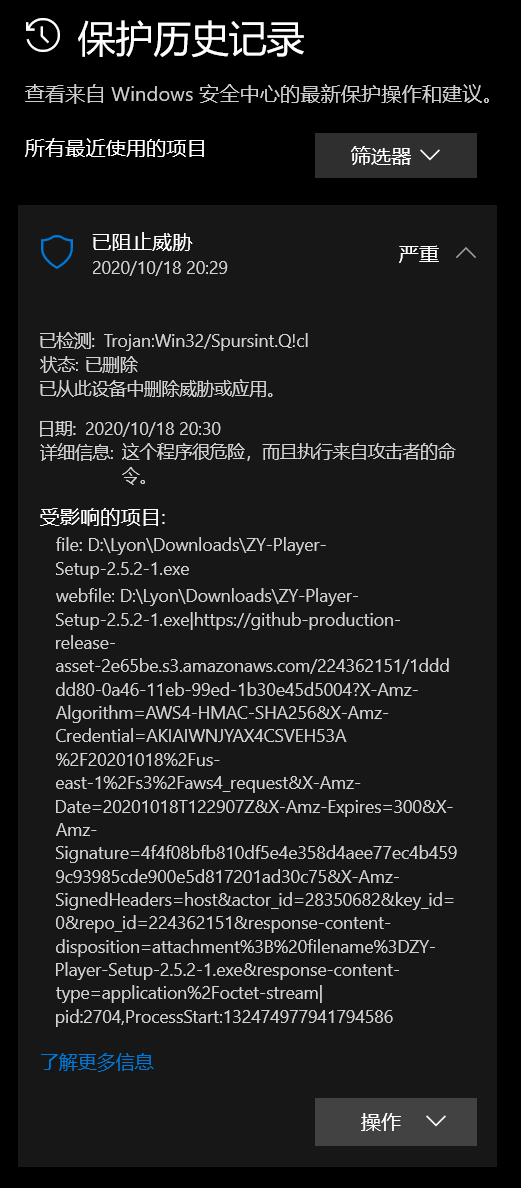 保护历史记录
查看来自 Windows 安全中心的最新保护操作和建议。
所有最近使用的项目
筛选器
已阻止威胁
2020/10/18 20:29
严重
已检测: Trojan:Win32/Spursint.Q!cl
状态: 已删除
已从此设备中删除威胁或应用。
日期: 2020/10/18 20:30
详细信息: 这个程序很危险，而且执行来自攻击者的命
令。
受影响的项目:
file: D:\Lyon\Downloads\ZY-Player-
Setup-2.5.2-1.exe
webfile: D:\Lyon\Downloads\ZY-Player-
Setup-2.5.2-1.exe|https://github-production-
release-
asset-2e65be.s3.amazonaws.com/224362151/1ddd
dd80-0a46-11eb-99ed-1b30e45d5004?X-Amz-
Algorithm=AWS4-HMAC-SHA256&X-Amz-
Credential=AKIAIWNJYAX4CSVEH53A
%2F20201018%2Fus-
east-1%2Fs3%2Faws4_request&X-Amz-
Date=20201018T122907Z&X-Amz-Expires=300&X-
Amz-
Signature=4f4f08bfb810df5e4e358d4aee77ec4b459
9c93985cde900e5d817201ad30c75&X-Amz-
SignedHeaders=host&actor_id=28350682&key_id=
0&repo_id=224362151&response-content-
disposition=attachment%3B%20filename%3DZY-
Player-Setup-2.5.2-1.exe&response-content-
type=application%2Foctet-stream|
pid:2704,ProcessStart:132474977941794586
了解更多信息
操作